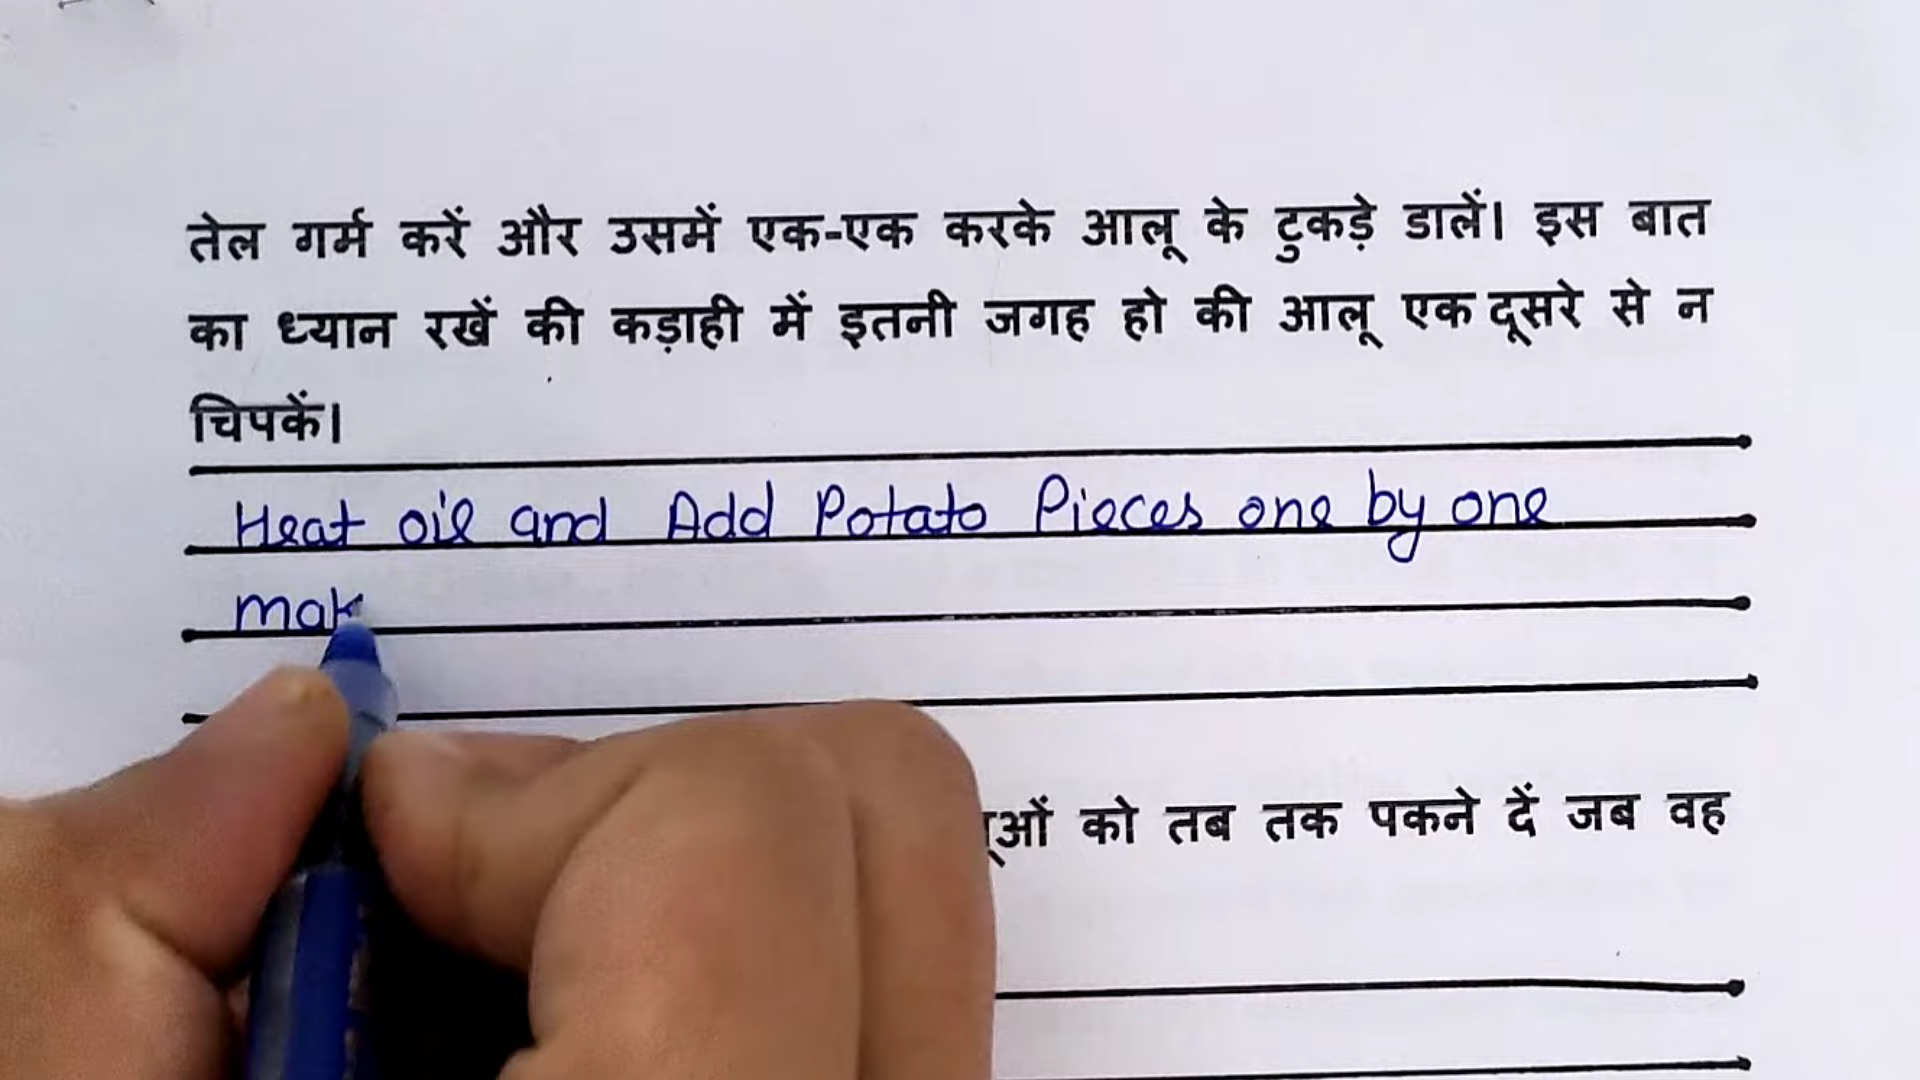 तेल गर्म करें और उसमें एक-एक करके आलू के टुकड़े डालें। इस बात
का ध्यान रखें की कड़ाही में इतनी जगह हो की आलू एक दूसरे से न
चिपकें।
Heat oil and Add Potato Pieces one by one
mak
को तब तक पकने दें जब वह